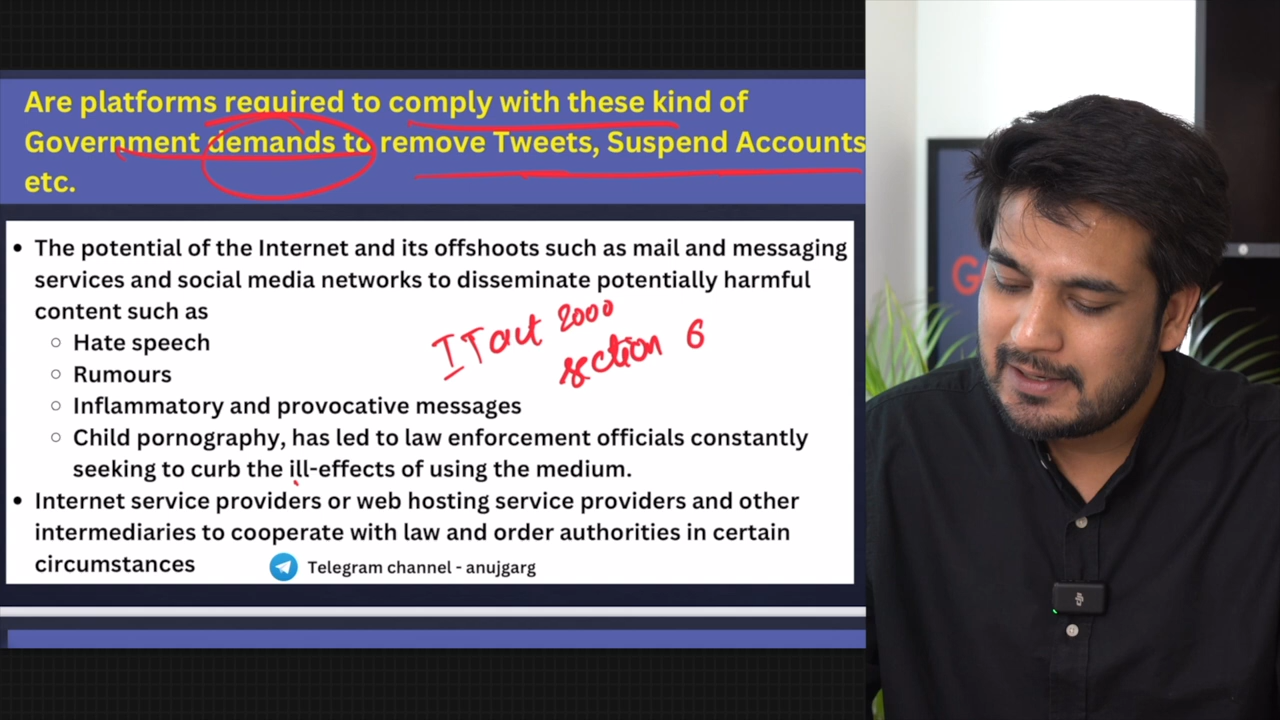 Are platforms required to comply with these kind of
Government demands to remove Tweets, Suspend Accounts
etc.
• The potential of the Internet and its offshoots such as mail and messaging
services and social media networks to disseminate potentially harmful
content such as
○ Hate speech
○ Rumours
○ Inflammatory and provocative messages
○ Child pornography, has led to law enforcement officials constantly
seeking to curb the ill-effects of using the medium.
• Internet service providers or web hosting service providers and other
intermediaries to cooperate with law and order authorities in certain
circumstances
Telegram channel - anujgarg
IT act 2000
section 6
G